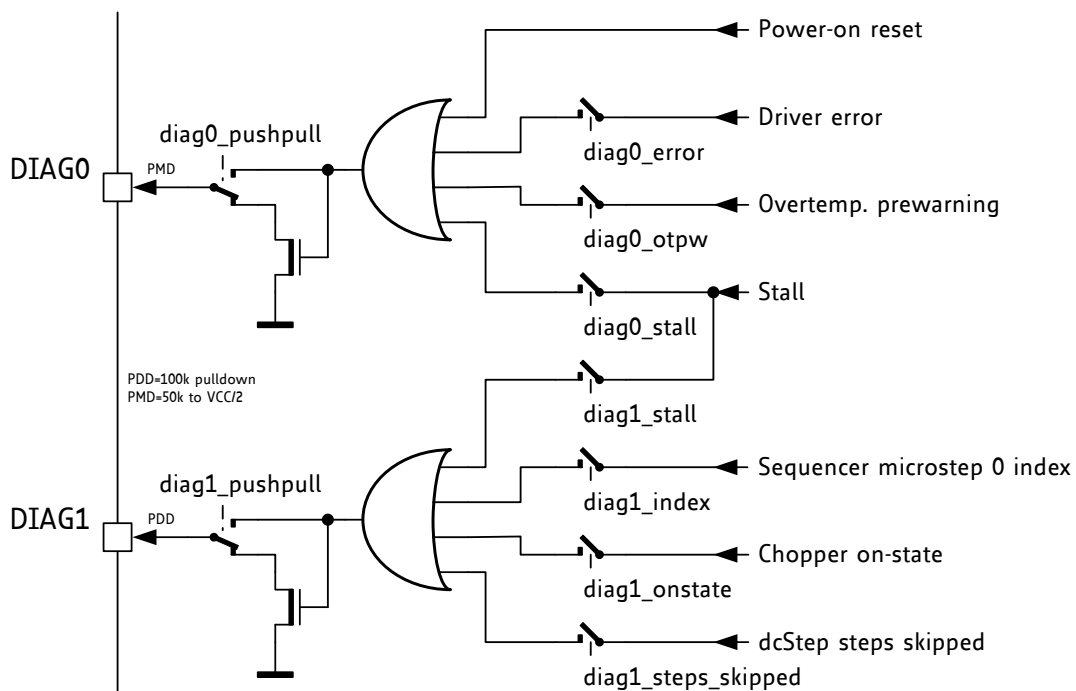 Power-on reset
Driver error
diag0_pushpull
diag0_error
DIAG0
PMD
Overtemp. prewarning
diag0_otpw
Stall
diag0_stall
PDD=100k pulldown
PMD=50k to VCC/2
diag1_stall
Sequencer microstep 0 index
diag1_pushpull
diag1_index
DIAG1
PDD
Chopper on-state
diag1_onstate
dcStep steps skipped
diag1_steps_skipped